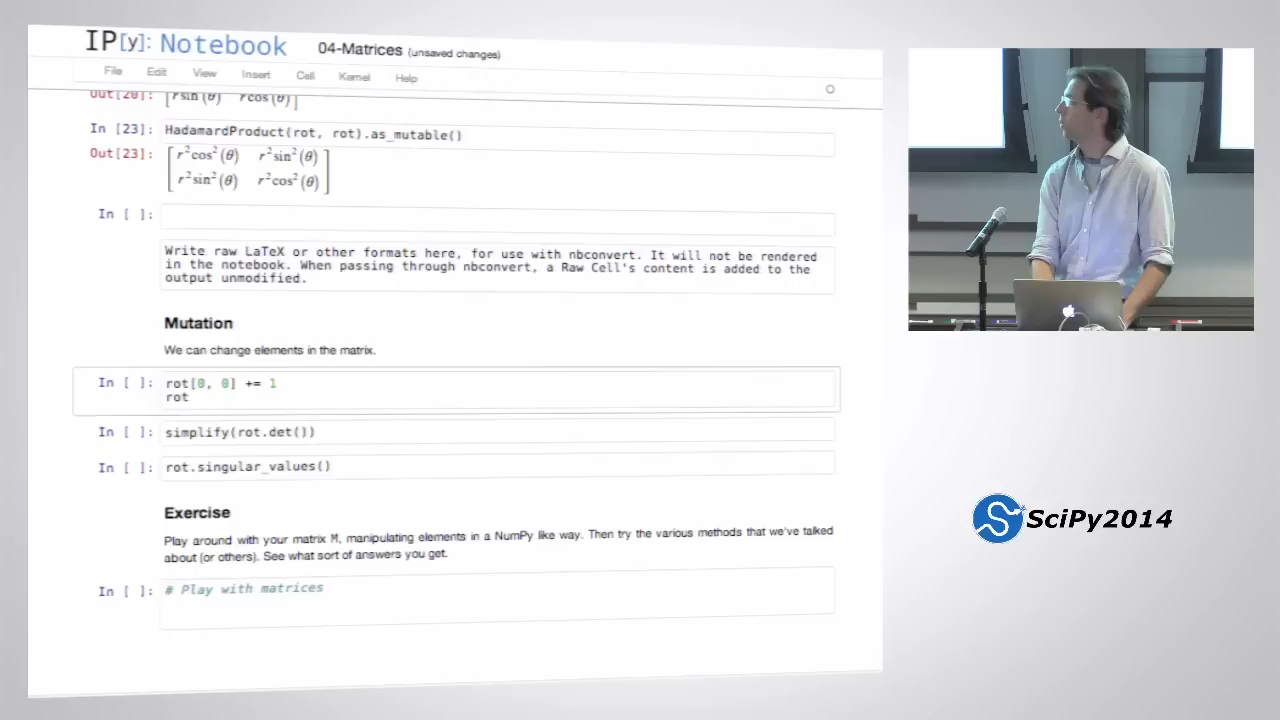 IP[y]: Notebook 04-Matrices (unsaved changes)
File Edit View Insert Cell Kernel Help
Out[20]: [r sin(θ) r cos(θ)]
In [23]: HadamardProduct(rot, rot).as_mutable()
Out[23]: [r²cos²(θ) r²sin²(θ)
r²sin²(θ) r²cos²(θ)]
In [ ]:
Write raw LaTeX or other formats here, for use with nbconvert. It will not be rendered
in the notebook. When passing through nbconvert, a Raw Cell's content is added to the
output unmodified.
Mutation
We can change elements in the matrix.
In [ ]: rot[0, 0] += 1
rot
In [ ]: simplify(rot.det())
In [ ]: rot.singular_values()
Exercise
Play around with your matrix M, manipulating elements in a NumPy like way. Then try the various methods that we've talked
about (or others). See what sort of answers you get.
In [ ]: # Play with matrices
SciPy2014